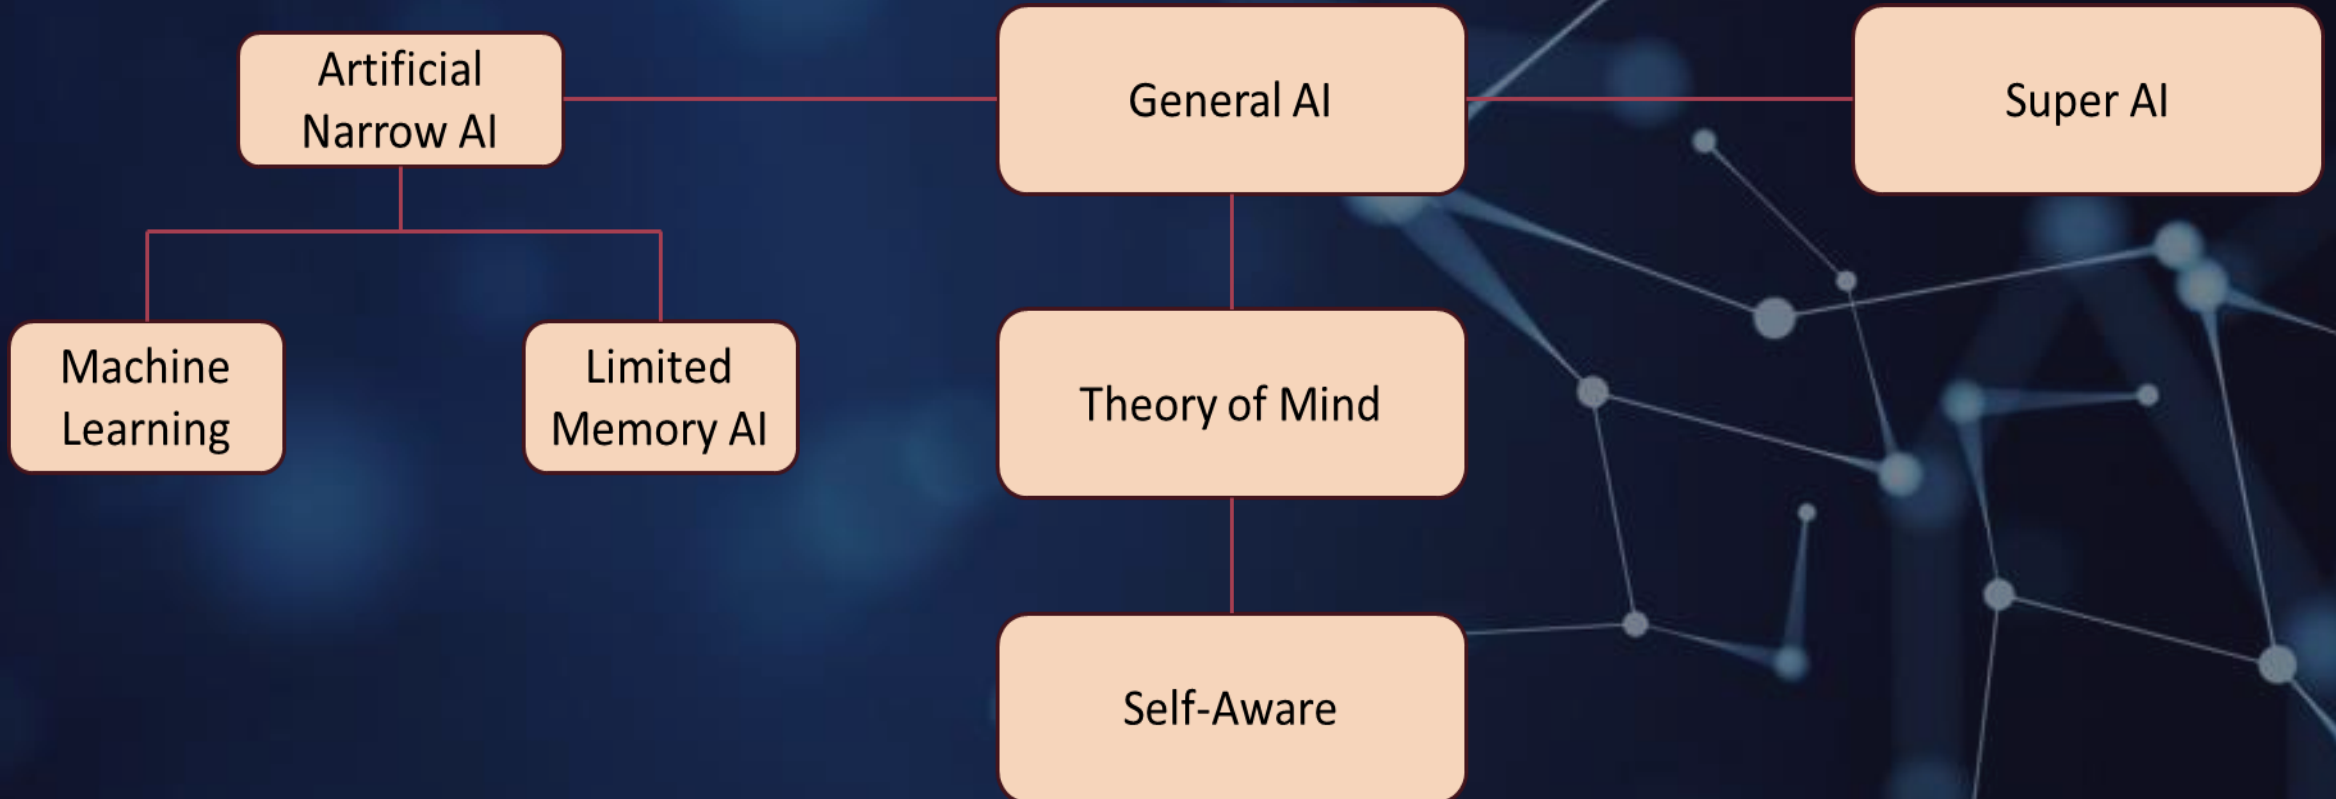 Artificial
Narrow AI
General AI
Super AI
Machine
Learning
Limited
Memory AI
Theory of Mind
Self-Aware